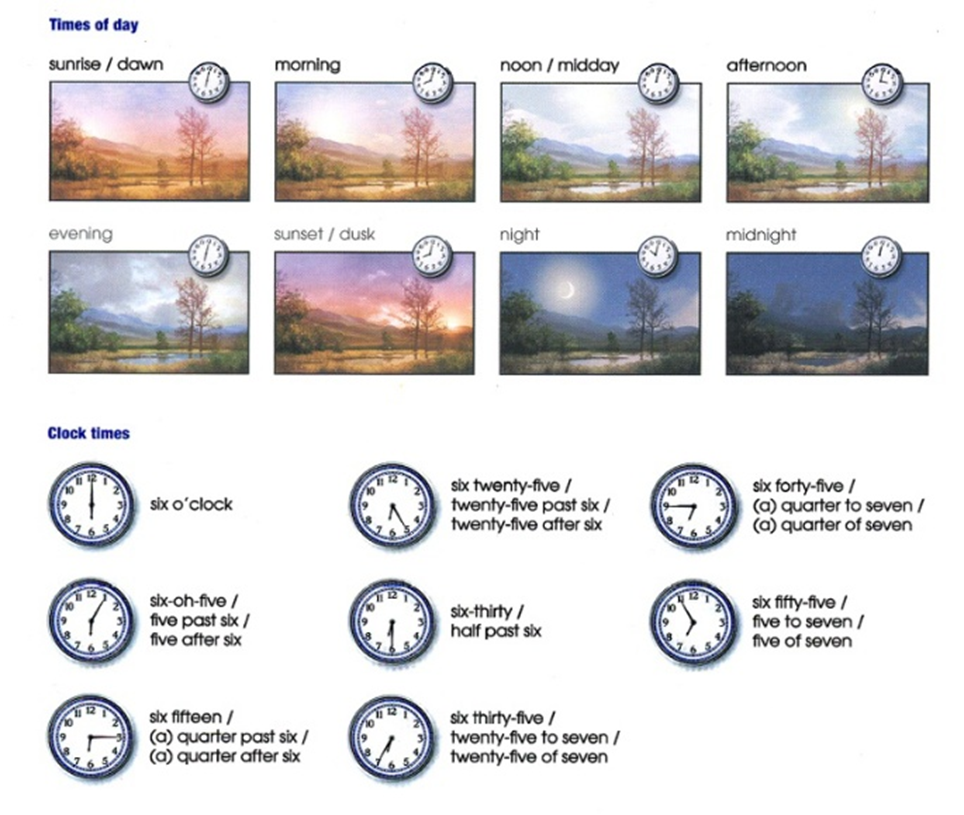 Times of day
sunrise / dawn
morning
noon / midday
afternoon
evening
sunset / dusk
night
midnight
Clock times
six o'clock
six-oh-five /
five past six /
five after six
six fifteen /
(a) quarter past six /
(a) quarter after six
six twenty-five /
twenty-five past six /
twenty-five after six
six-thirty /
half past six
six thirty-five /
twenty-five to seven /
twenty-five of seven
six forty-five /
(a) quarter to seven /
(a) quarter of seven
six fifty-five /
five to seven /
five of seven